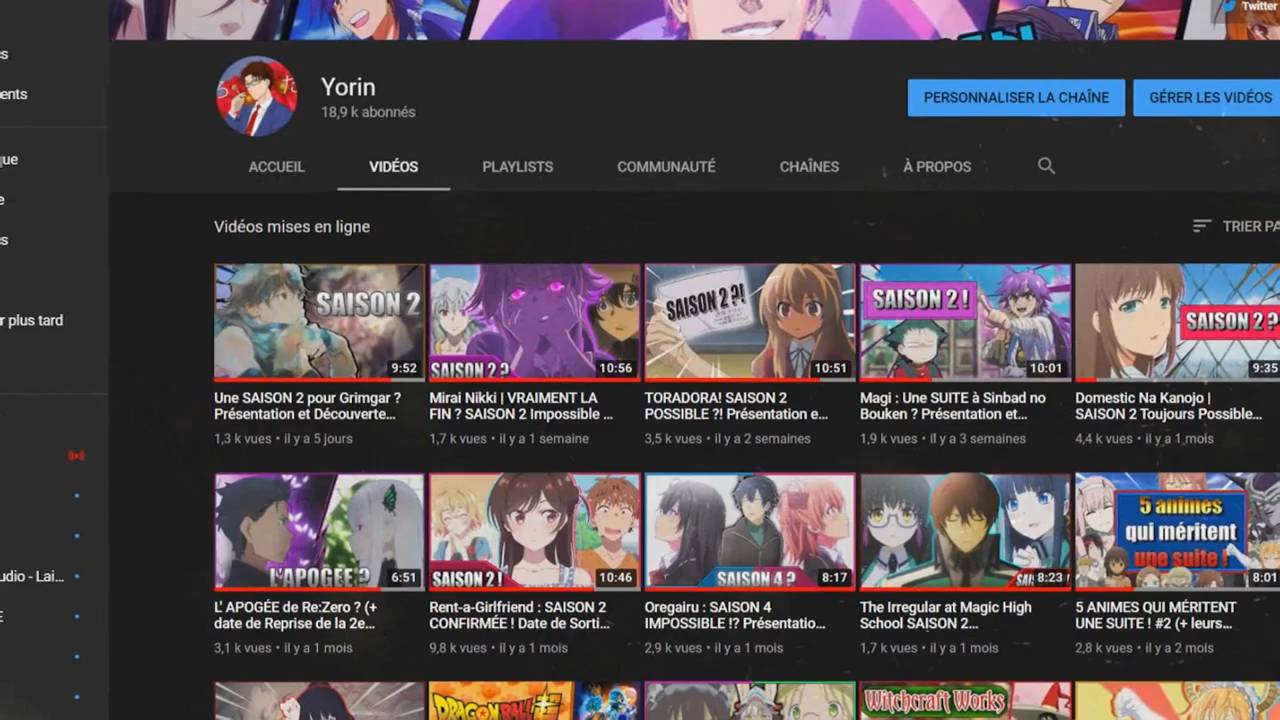 Twitter
Yorin
18,9 k abonnés
PERSONNALISER LA CHAÎNE
GÉRER LES VIDÉOS
ents
que
r plus tard
udio - Lai...
ACCUEIL
VIDÉOS
PLAYLISTS
COMMUNAUTÉ
CHAÎNES
À PROPOS
Vidéos mises en ligne
TRIER PA
SAISON 2
9:52
SAISON 2 ?
10:56
SAISON 2 ?!
10:51
SAISON 2 !
10:01
SAISON 2 ?
9:35
Une SAISON 2 pour Grimgar ?
Présentation et Découverte...
1,3 k vues • il y a 5 jours
Mirai Nikki | VRAIMENT LA
FIN ? SAISON 2 Impossible ...
1,7 k vues • il y a 1 semaine
TORADORA! SAISON 2
POSSIBLE ?! Présentation e...
3,5 k vues • il y a 2 semaines
Magi : Une SUITE à Sinbad no
Bouken ? Présentation et...
1,9 k vues • il y a 3 semaines
Domestic Na Kanojo |
SAISON 2 Toujours Possible...
4,4 k vues • il y a 1 mois
L'APOGÉE ?
6:51
SAISON 2 !
10:46
SAISON 4 ?
8:17
SAIS
8:23
5 animes
qui méritent
une suite !
8:01
L' APOGÉE de Re:Zero ? (+
date de Reprise de la 2e...
3,1 k vues • il y a 1 mois
Rent-a-Girlfriend : SAISON 2
CONFIRMÉE ! Date de Sorti...
9,8 k vues • il y a 1 mois
Oregairu : SAISON 4
IMPOSSIBLE !? Présentatio...
2,9 k vues • il y a 1 mois
The Irregular at Magic High
School SAISON 2...
1,7 k vues • il y a 1 mois
5 ANIMES QUI MÉRITENT
UNE SUITE ! #2 (+ leurs...
2,8 k vues • il y a 2 mois
DRAGONBALL
Witchcraft Works